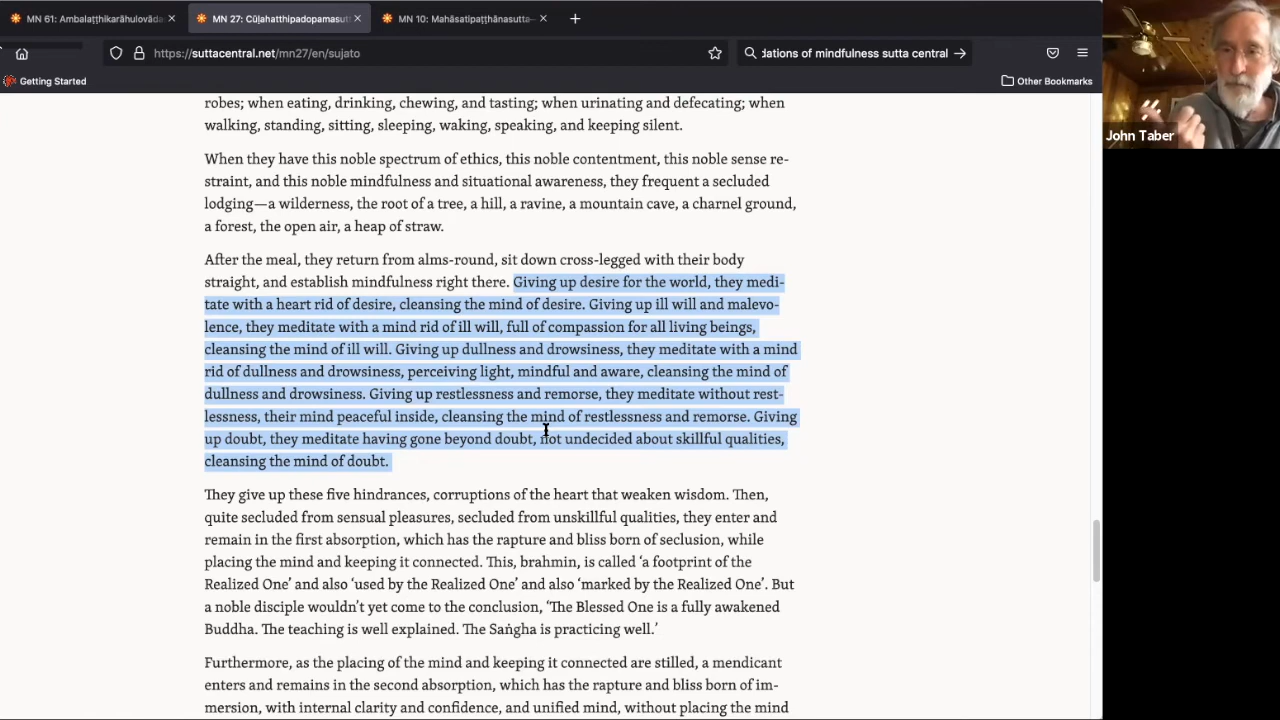 MN 61: Ambalaṭṭhikarāhulovāda
MN 27: Cūḷahatthipadopamasut
MN 10: Mahāsatipaṭṭhānasutta—
https://suttacentral.net/mn27/en/sujato
dations of mindfulness sutta central
Getting Started
Other Bookmarks
robes; when eating, drinking, chewing, and tasting; when urinating and defecating; when
walking, standing, sitting, sleeping, waking, speaking, and keeping silent.
When they have this noble spectrum of ethics, this noble contentment, this noble sense re-
straint, and this noble mindfulness and situational awareness, they frequent a secluded
lodging—a wilderness, the root of a tree, a hill, a ravine, a mountain cave, a charnel ground,
a forest, the open air, a heap of straw.
After the meal, they return from alms-round, sit down cross-legged with their body
straight, and establish mindfulness right there. Giving up desire for the world, they medi-
tate with a heart rid of desire, cleansing the mind of desire. Giving up ill will and malevo-
lence, they meditate with a mind rid of ill will, full of compassion for all living beings,
cleansing the mind of ill will. Giving up dullness and drowsiness, they meditate with a mind
rid of dullness and drowsiness, perceiving light, mindful and aware, cleansing the mind of
dullness and drowsiness. Giving up restlessness and remorse, they meditate without rest-
lessness, their mind peaceful inside, cleansing the mind of restlessness and remorse. Giving
up doubt, they meditate having gone beyond doubt, not undecided about skillful qualities,
cleansing the mind of doubt.
They give up these five hindrances, corruptions of the heart that weaken wisdom. Then,
quite secluded from sensual pleasures, secluded from unskillful qualities, they enter and
remain in the first absorption, which has the rapture and bliss born of seclusion, while
placing the mind and keeping it connected. This, brahmin, is called ‘a footprint of the
Realized One’ and also ‘used by the Realized One’ and also ‘marked by the Realized One’. But
a noble disciple wouldn’t yet come to the conclusion, ‘The Blessed One is a fully awakened
Buddha. The teaching is well explained. The Saṅgha is practicing well.’
Furthermore, as the placing of the mind and keeping it connected are stilled, a mendicant
enters and remains in the second absorption, which has the rapture and bliss born of im-
mersion, with internal clarity and confidence, and unified mind, without placing the mind
John Taber